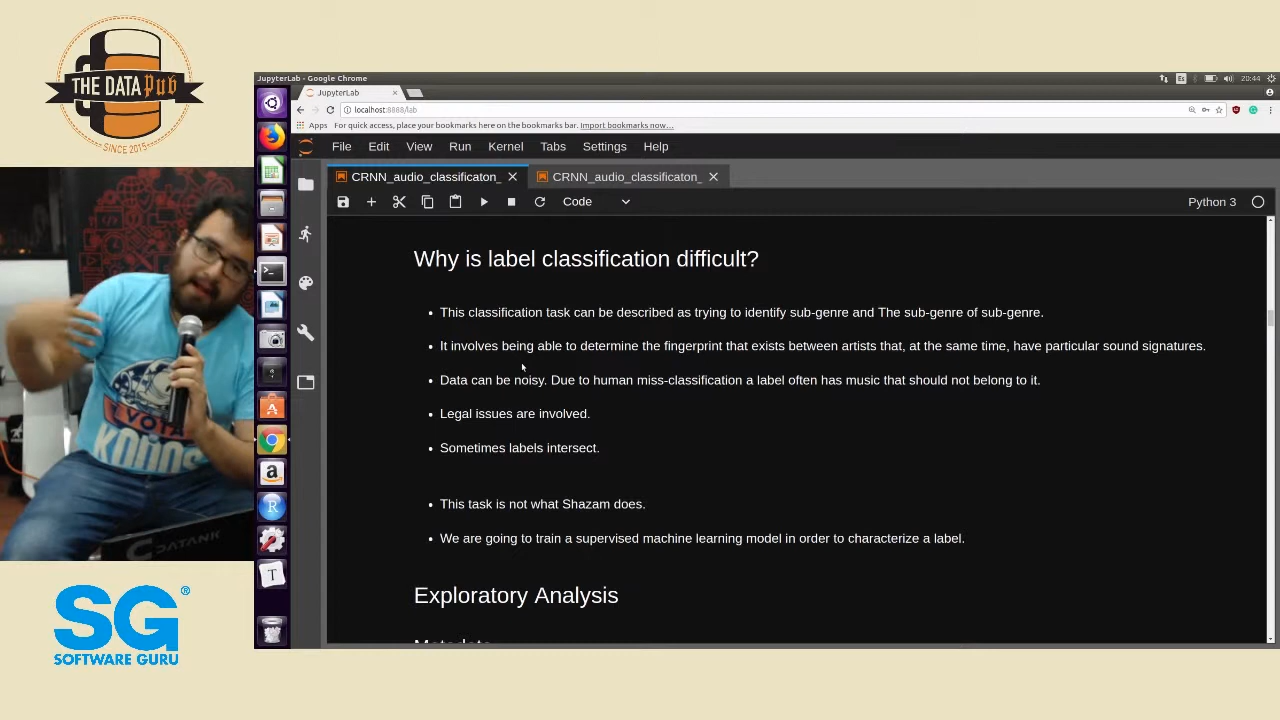 THE DATA Pub
SINCE 2015
JupyterLab - Google Chrome
Es
20:44
JupyterLab
localhost:8888/lab
Apps For quick access, place your bookmarks here on the bookmarks bar. Import bookmarks now...
File Edit View Run Kernel Tabs Settings Help
CRNN_audio_classificaton_
CRNN_audio_classificaton_
Code
Python 3
Why is label classification difficult?
This classification task can be described as trying to identify sub-genre and The sub-genre of sub-genre.
It involves being able to determine the fingerprint that exists between artists that, at the same time, have particular sound signatures.
Data can be noisy. Due to human miss-classification a label often has music that should not belong to it.
Legal issues are involved.
Sometimes labels intersect.
This task is not what Shazam does.
We are going to train a supervised machine learning model in order to characterize a label.
Exploratory Analysis
Metadata
VOTE
DATANK
SG®
SOFTWARE GURU